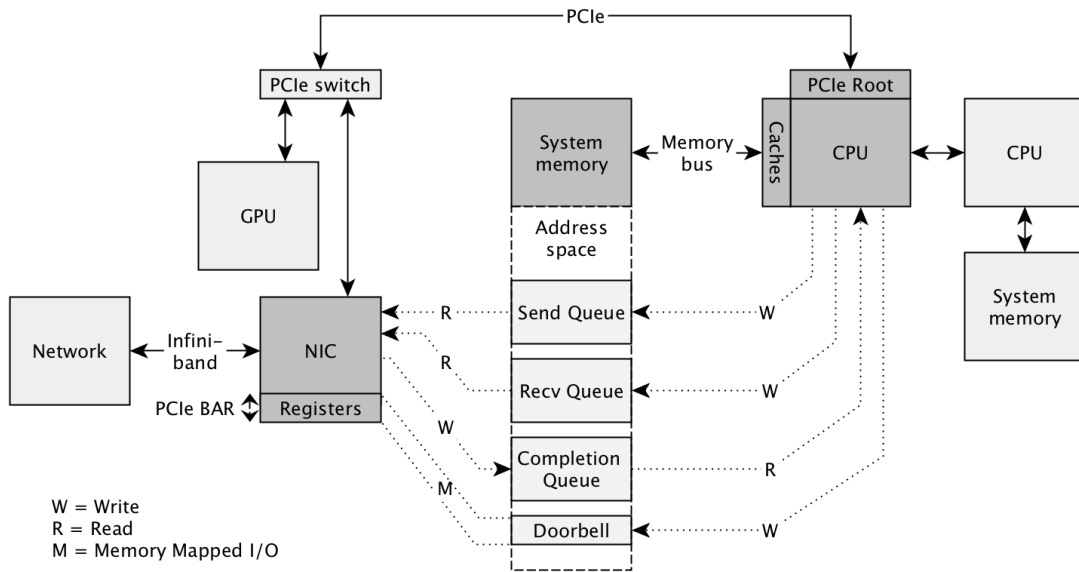 PCIe
PCIe switch
PCIe Root
System
memory
Memory
bus
Caches
CPU
CPU
GPU
Address
space
Network
Infini-
band
NIC
R
Send Queue
W
System
memory
R
Recv Queue
W
PCIe BAR
Registers
W
Completion
Queue
R
M
Doorbell
W
W = Write
R = Read
M = Memory Mapped I/O